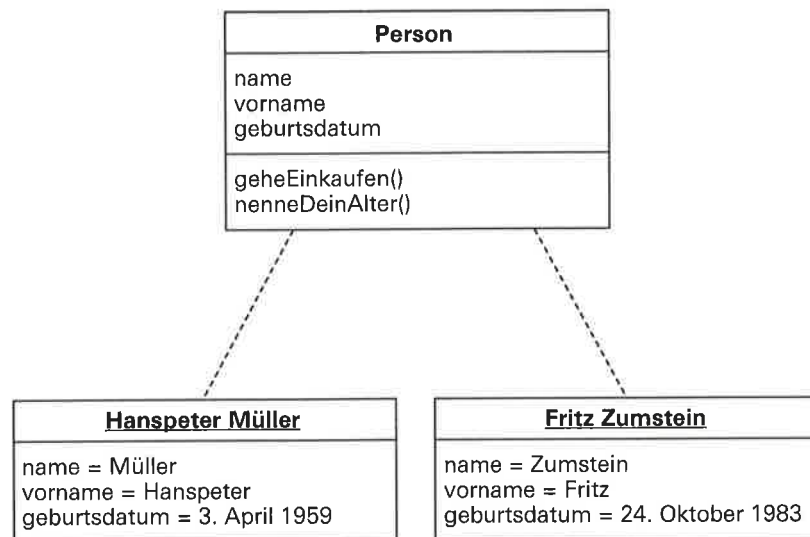 Person
name
vorname
geburtsdatum
geheEinkaufen()
nenneDeinAlter()
Hanspeter Müller
name = Müller
vorname = Hanspeter
geburtsdatum = 3. April 1959
Fritz Zumstein
name = Zumstein
vorname = Fritz
geburtsdatum = 24. Oktober 1983